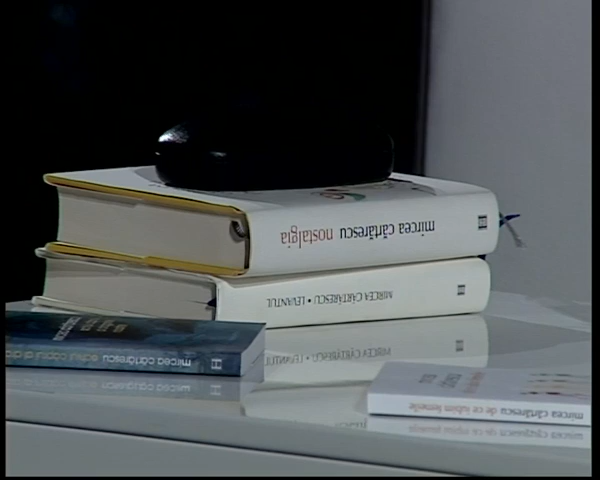 mircea cărtărescu nostalgia
MIRCEA CĂRTĂRESCU • LEVANTUL
mircea cărtărescu
mircea cărtărescu de ce iubim femeile